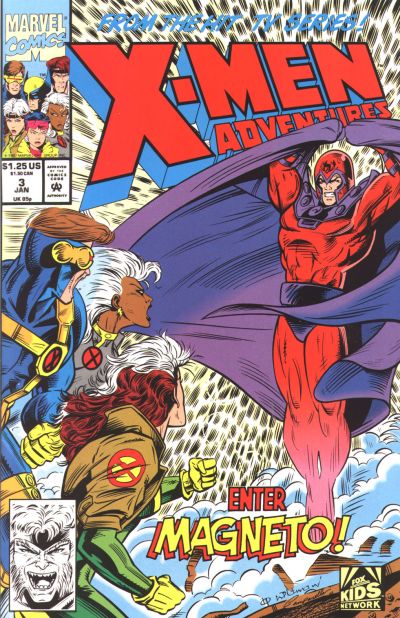 MARVEL
COMICS
FROM THE HIT TV SERIES!
X-MEN
ADVENTURES
$1.25 US
$1.50 CAN
3
JAN
UK 85p
APPROVED
BY THE
COMICS
CODE
AUTHORITY
ENTER
MAGNETO!
FOX
KIDS
NETWORK